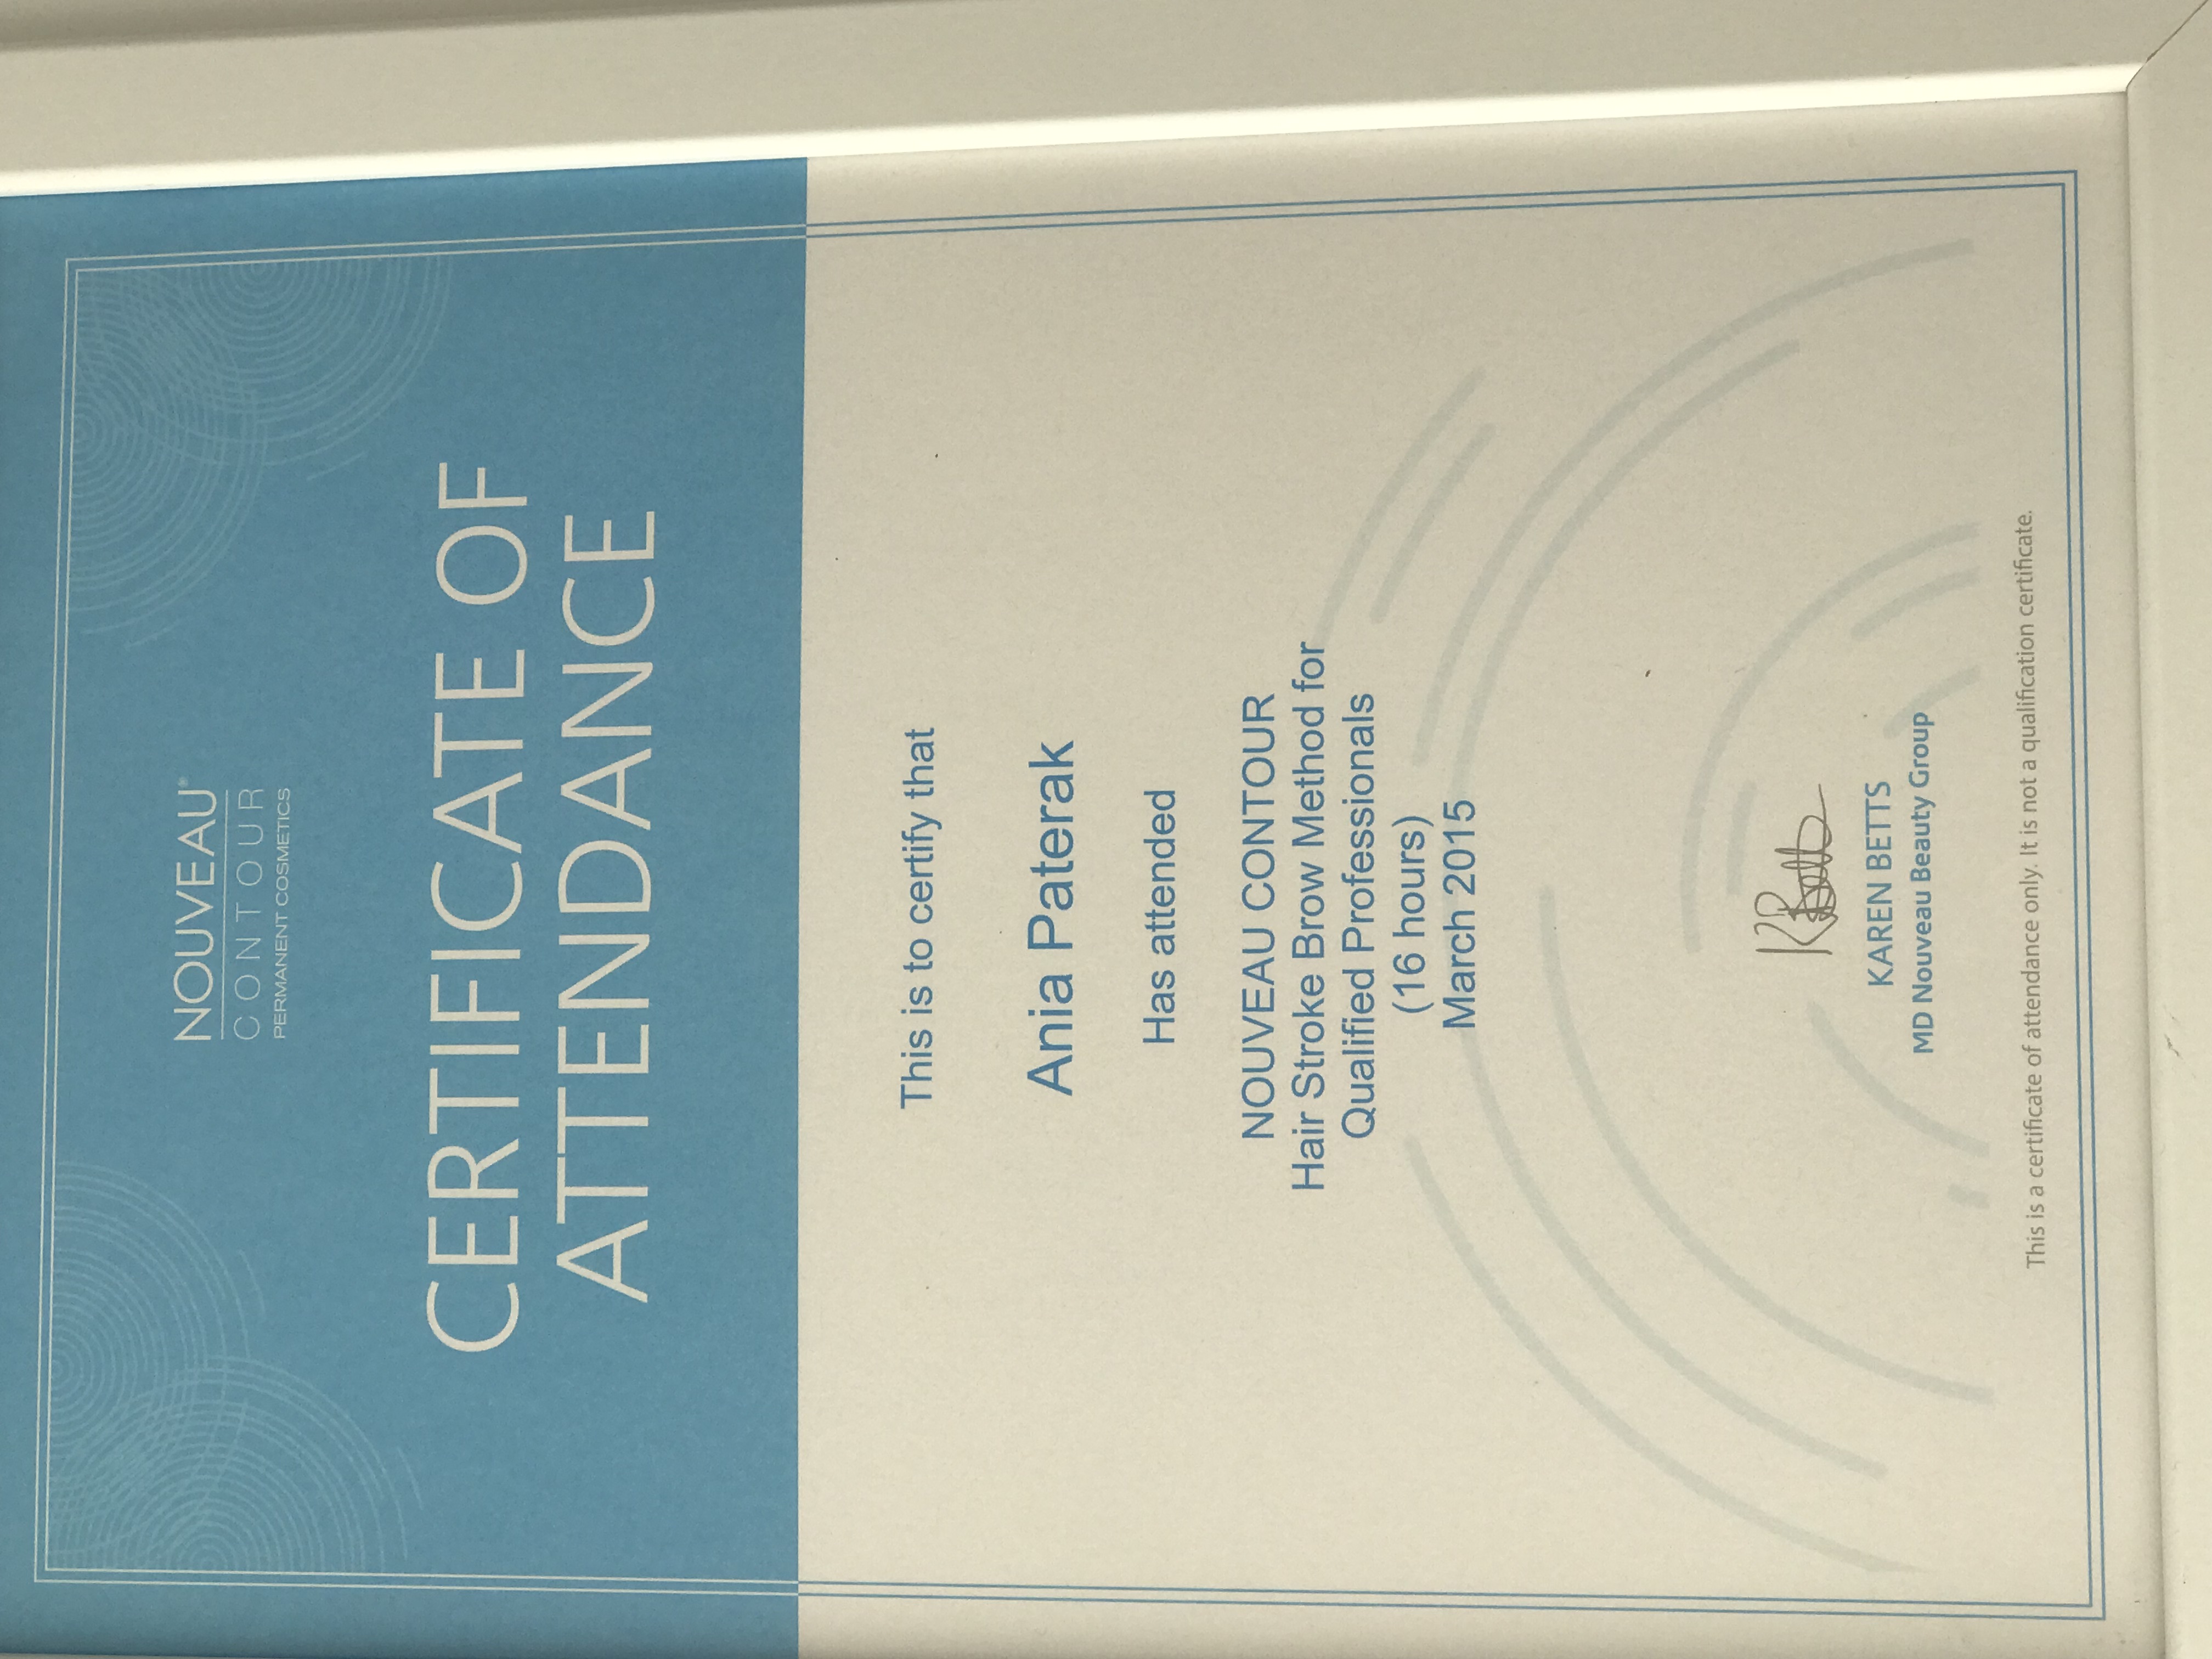 NOUVEAU®
CONTOUR
PERMANENT COSMETICS
CERTIFICATE OF
ATTENDANCE
This is to certify that
Ania Paterak
Has attended
NOUVEAU CONTOUR
Hair Stroke Brow Method for
Qualified Professionals
(16 hours)
March 2015
KBetts
KAREN BETTS
MD Nouveau Beauty Group
This is a certificate of attendance only. It is not a qualification certificate.